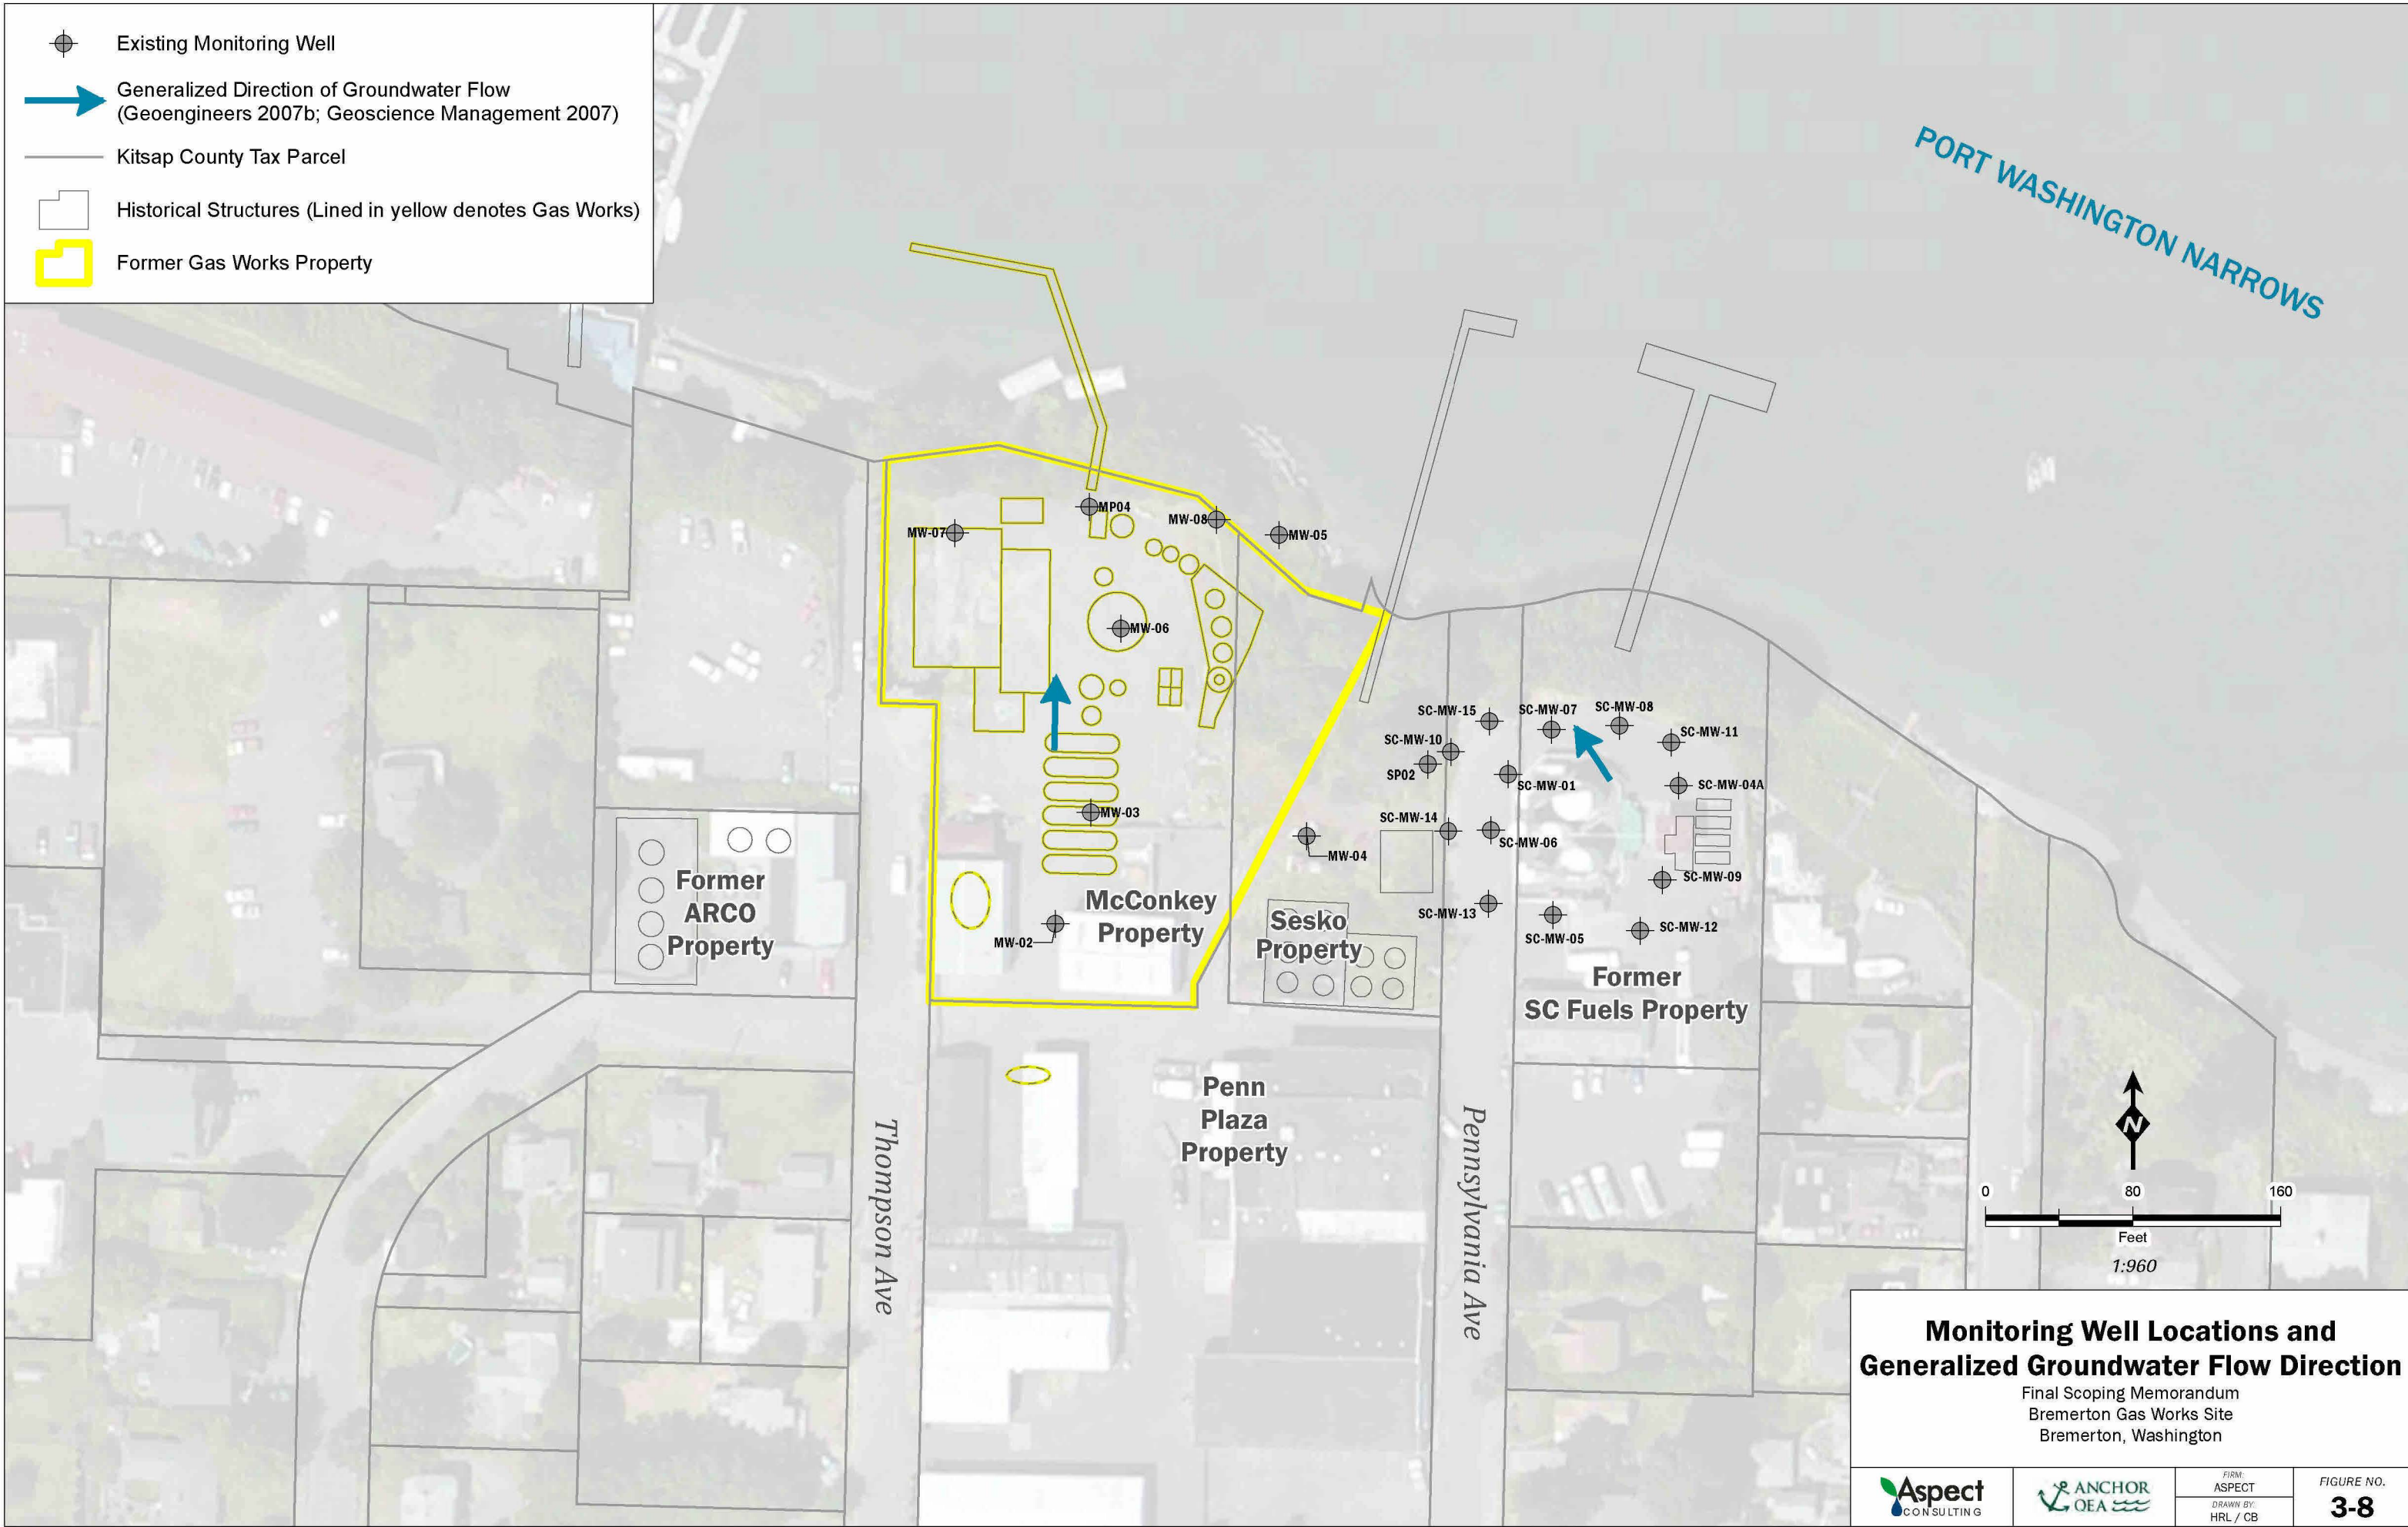 Existing Monitoring Well
Generalized Direction of Groundwater Flow
(Geoengineers 2007b; Geoscience Management 2007)
Kitsap County Tax Parcel
Historical Structures (Lined in yellow denotes Gas Works)
Former Gas Works Property
PORT WASHINGTON NARROWS
MP04
MW-08
MW-07
MW-05
MW-06
SC-MW-15
SC-MW-07
SC-MW-08
SC-MW-11
SC-MW-10
SP02
SC-MW-01
SC-MW-04A
MW-03
SC-MW-14
SC-MW-06
MW-04
SC-MW-09
SC-MW-13
SC-MW-05
SC-MW-12
MW-02
Former
ARCO
Property
McConkey
Property
Sesko
Property
Former
SC Fuels Property
Penn
Plaza
Property
Thompson Ave
Pennsylvania Ave
N
0 80 160
Feet
1:960
Monitoring Well Locations and
Generalized Groundwater Flow Direction
Final Scoping Memorandum
Bremerton Gas Works Site
Bremerton, Washington
Aspect
CONSULTING
ANCHOR
QEA
FIRM:
ASPECT
DRAWN BY:
HRL / CB
FIGURE NO.
3-8